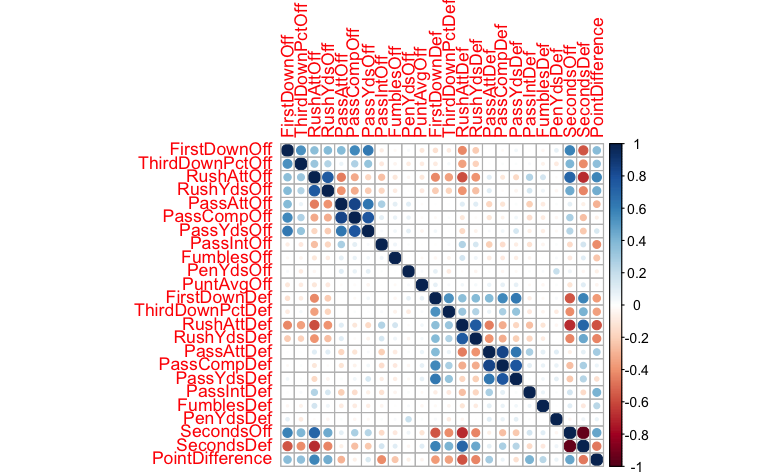 FirstDownOff
ThirdDownPctOff
RushAttOff
RushYdsOff
PassAttOff
PassCompOff
PassYdsOff
PassIntOff
FumblesOff
PenYdsOff
PuntAvgOff
FirstDownDef
ThirdDownPctDef
RushAttDef
RushYdsDef
PassAttDef
PassCompDef
PassYdsDef
PassIntDef
FumblesDef
PenYdsDef
SecondsOff
SecondsDef
PointDifference
FirstDownOff
ThirdDownPctOff
RushAttOff
RushYdsOff
PassAttOff
PassCompOff
PassYdsOff
PassIntOff
FumblesOff
PenYdsOff
PuntAvgOff
FirstDownDef
ThirdDownPctDef
RushAttDef
RushYdsDef
PassAttDef
PassCompDef
PassYdsDef
PassIntDef
FumblesDef
PenYdsDef
SecondsOff
SecondsDef
PointDifference
1
0.8
0.6
0.4
0.2
0
-0.2
-0.4
-0.6
-0.8
-1